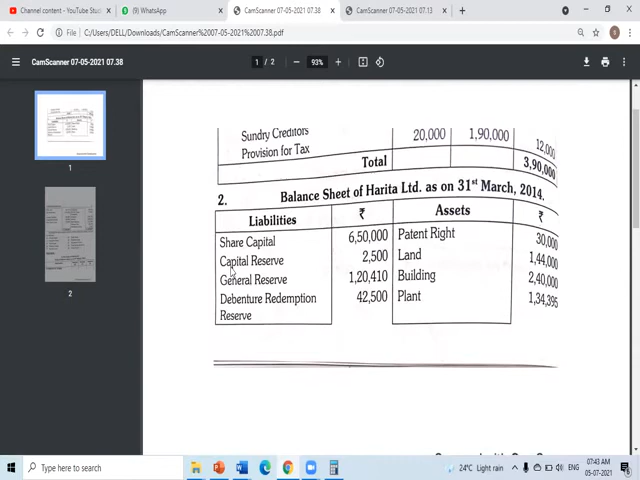 Channel content - YouTube Stud
(9) WhatsApp
CamScanner 07-05-2021 07.38
CamScanner 07-05-2021 07.13
File | C:/Users/DELL/Downloads/CamScanner%2007-05-2021%2007.38.pdf
CamScanner 07-05-2021 07.38
1 / 2
93%
1
2
Sundry Creditors 20,000 1,90,000 12,000
Provision for Tax
Total 3,90,000
2. Balance Sheet of Harita Ltd. as on 31st March, 2014.
Liabilities ₹ Assets ₹
Share Capital 6,50,000 Patent Right 30,000
Capital Reserve 2,500 Land 1,44,000
General Reserve 1,20,410 Building 2,40,000
Debenture Redemption 42,500 Plant 1,34,395
Reserve
Type here to search
24°C Light rain
ENG
07:43 AM
05-07-2021